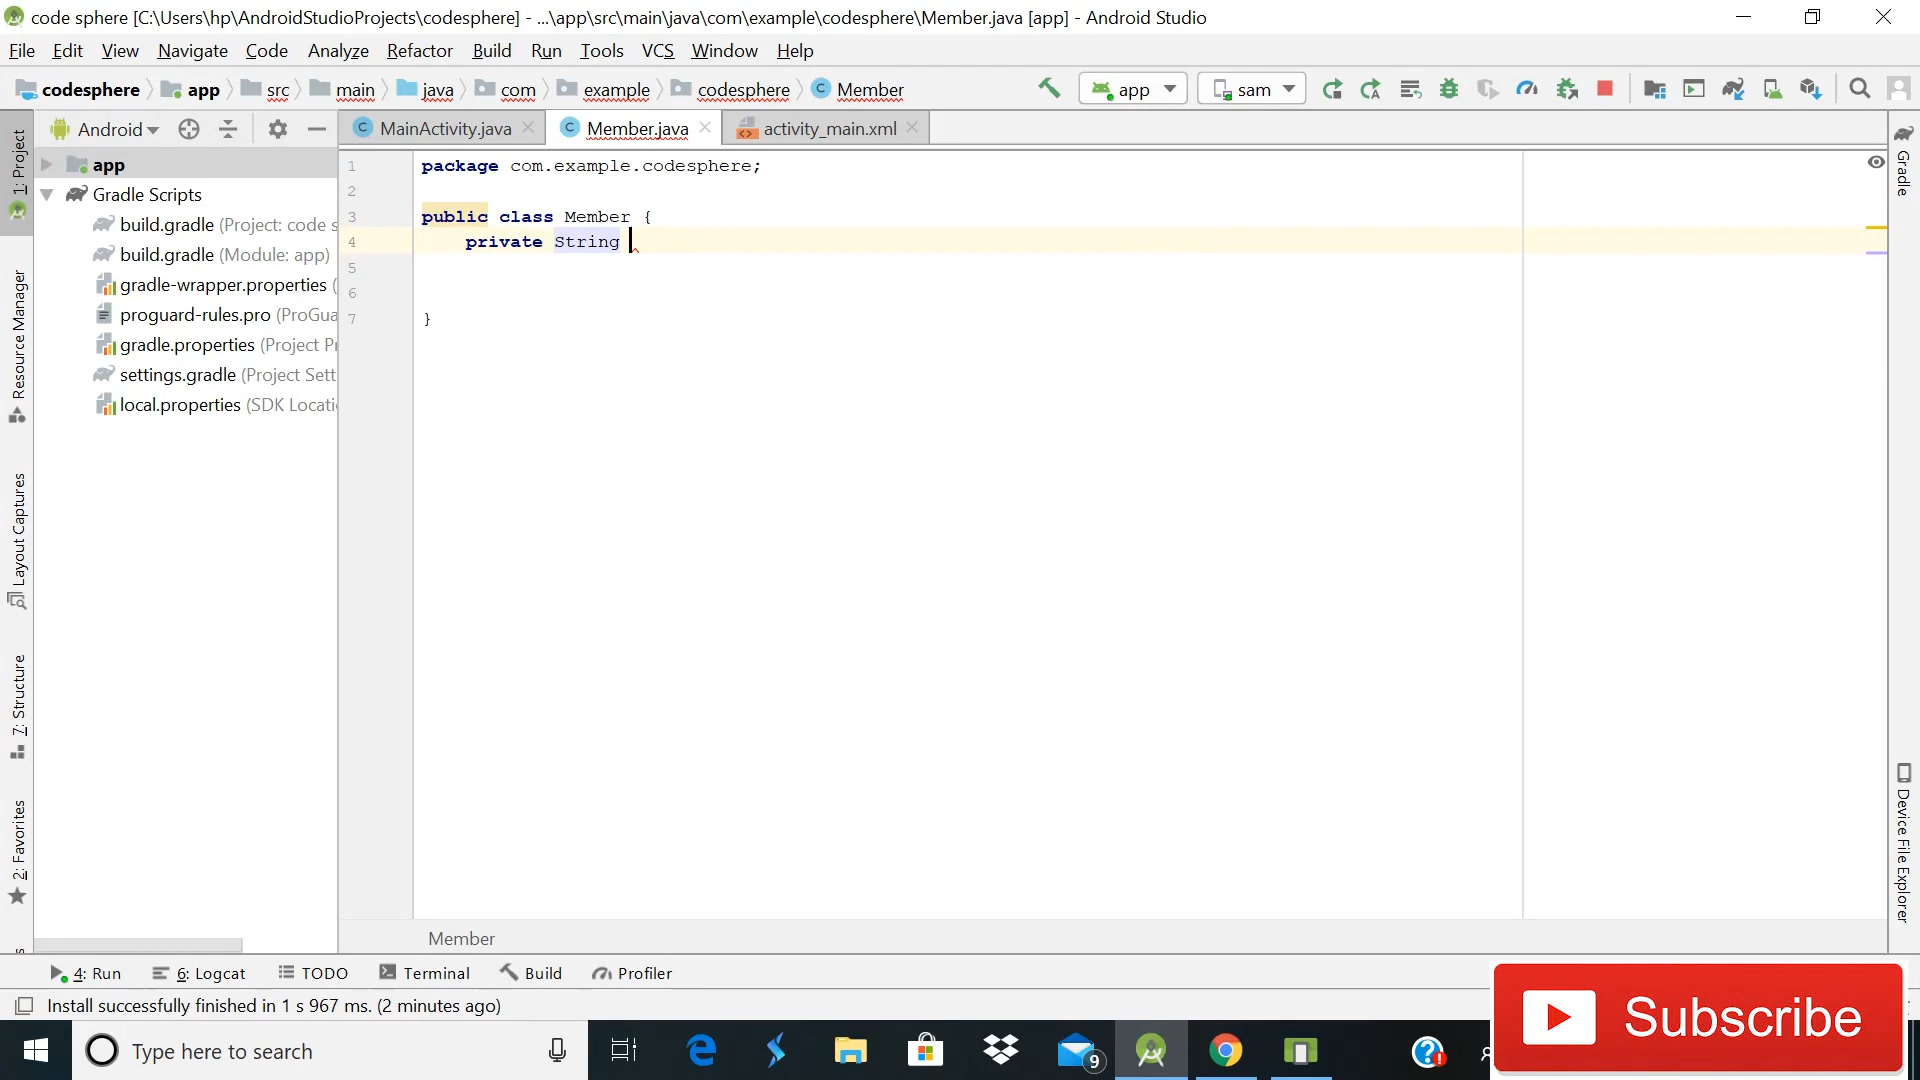 code sphere [C:\Users\hp\AndroidStudioProjects\codesphere] - ...\app\src\main\java\com\example\codesphere\Member.java [app] - Android Studio
File Edit View Navigate Code Analyze Refactor Build Run Tools VCS Window Help
codesphere app src main java com example codesphere Member app sam
Android MainActivity.java Member.java activity_main.xml
1: Project
Resource Manager
Layout Captures
7: Structure
2: Favorites
app
Gradle Scripts
build.gradle (Project: code s
build.gradle (Module: app)
gradle-wrapper.properties (
proguard-rules.pro (ProGua
gradle.properties (Project Pr
settings.gradle (Project Sett
local.properties (SDK Locati
1 package com.example.codesphere;
2
3 public class Member {
4 private String
5
6
7 }
Gradle
Device File Explorer
Member
4: Run 6: Logcat TODO Terminal Build Profiler
Install successfully finished in 1 s 967 ms. (2 minutes ago)
Type here to search
9
Subscribe